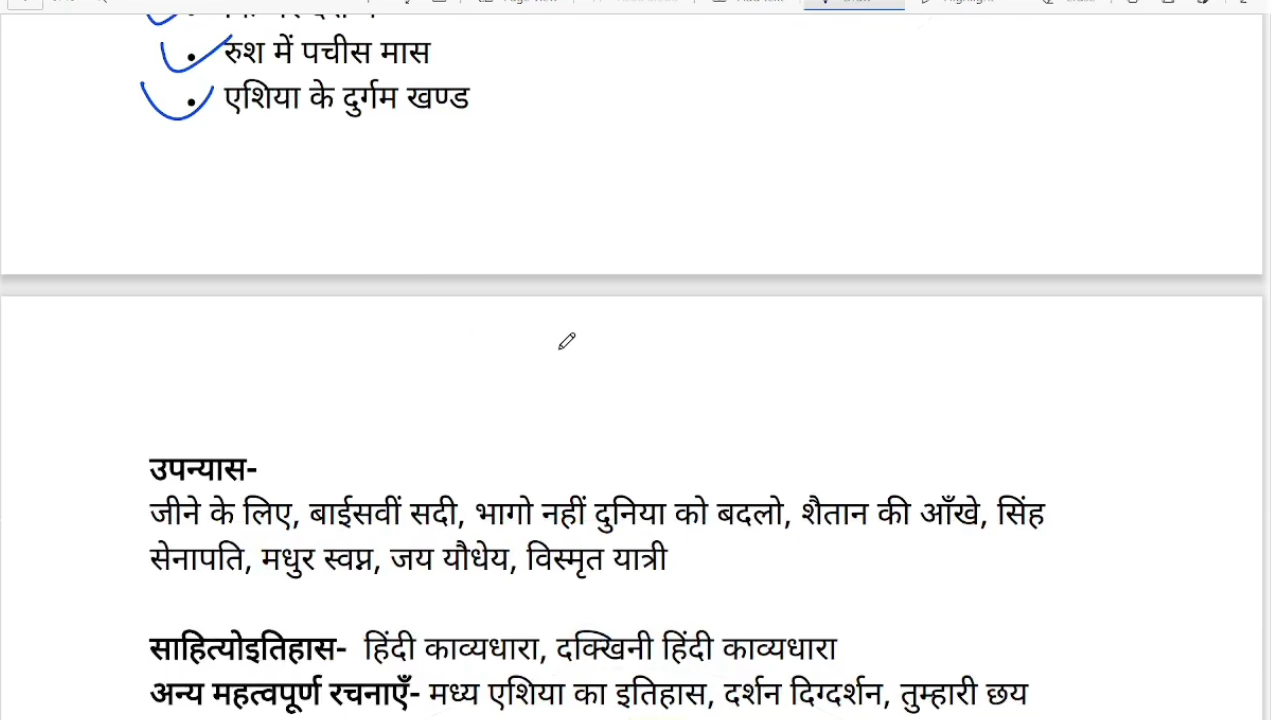 • रुश में पचीस मास
• एशिया के दुर्गम खण्ड
उपन्यास-
जीने के लिए, बाईसवीं सदी, भागो नहीं दुनिया को बदलो, शैतान की आँखे, सिंह
सेनापति, मधुर स्वप्न, जय यौधेय, विस्मृत यात्री
साहित्योइतिहास- हिंदी काव्यधारा, दक्खिनी हिंदी काव्यधारा
अन्य महत्वपूर्ण रचनाएँ- मध्य एशिया का इतिहास, दर्शन दिग्दर्शन, तुम्हारी छय